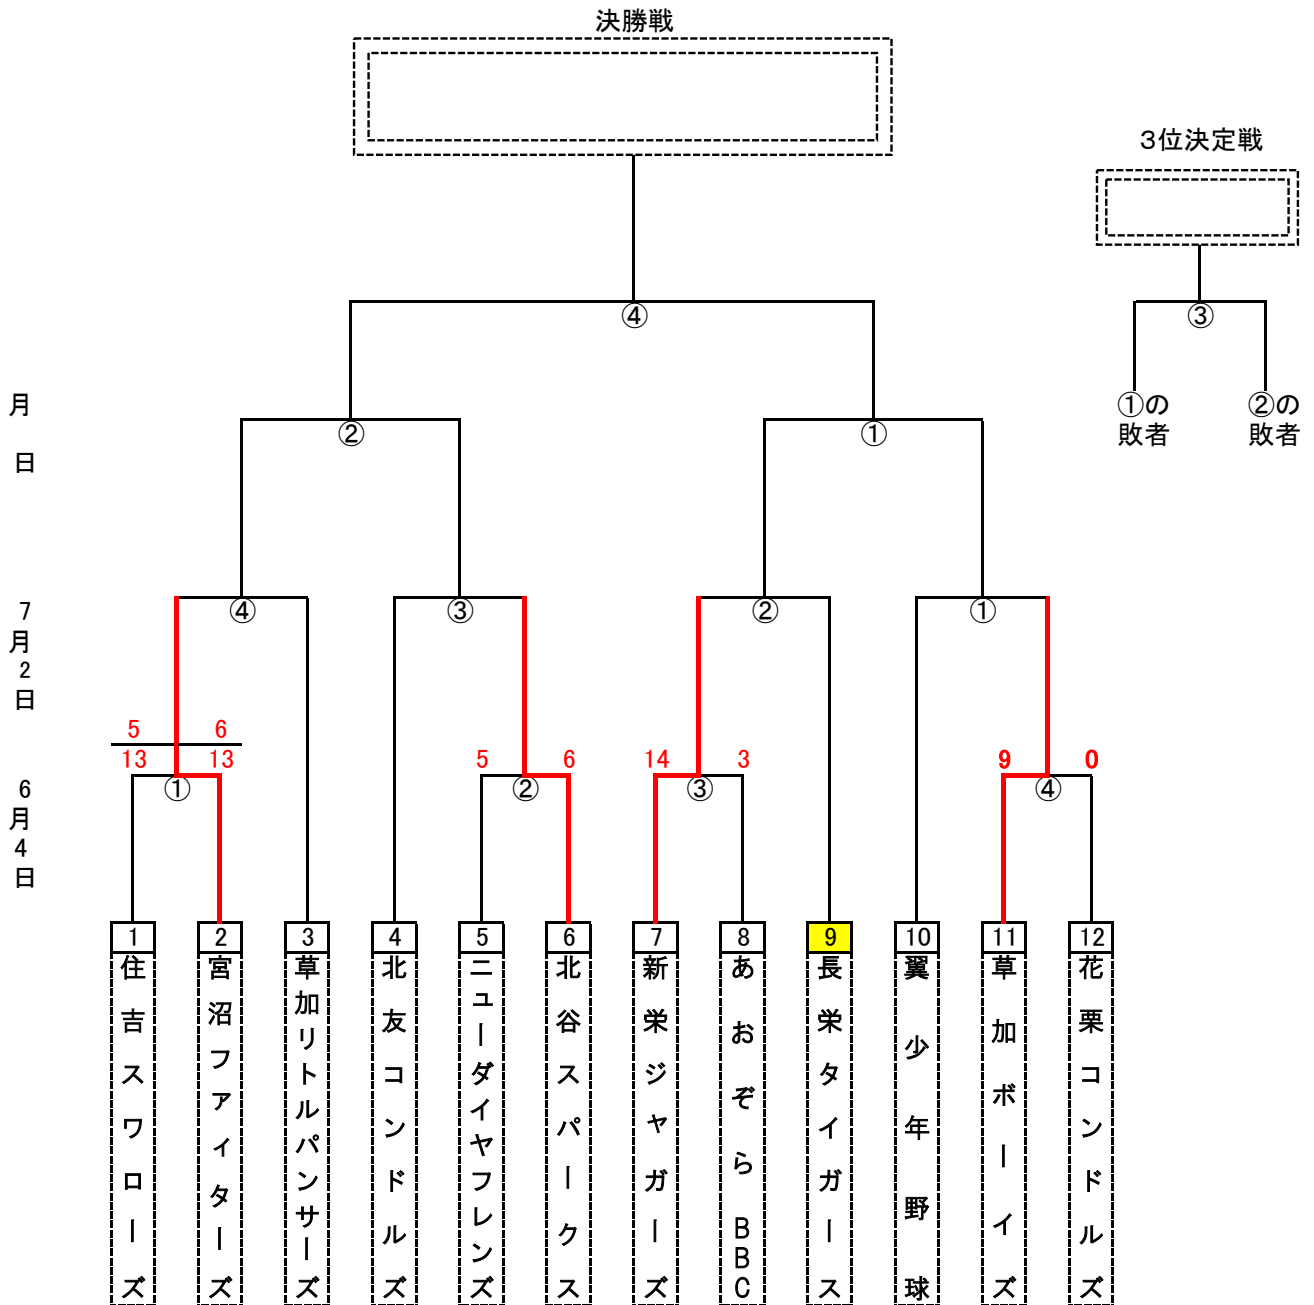 決勝戦
3位決定戦
④
③
①の
敗者
②の
敗者
月
日
②
①
7
月
2
日
④
③
②
①
5 6
13 13
5 6
14 3
9 0
6
月
4
日
①
②
③
④
1
住吉スワローズ
2
宮沼ファイターズ
3
草加リトルパンサーズ
4
北友コンドルズ
5
ニューダイヤフレンズ
6
北谷スパークス
7
新栄ジャガーズ
8
あおぞらBBC
9
長栄タイガース
10
翼少年野球
11
草加ボーイズ
12
花栗コンドルズ